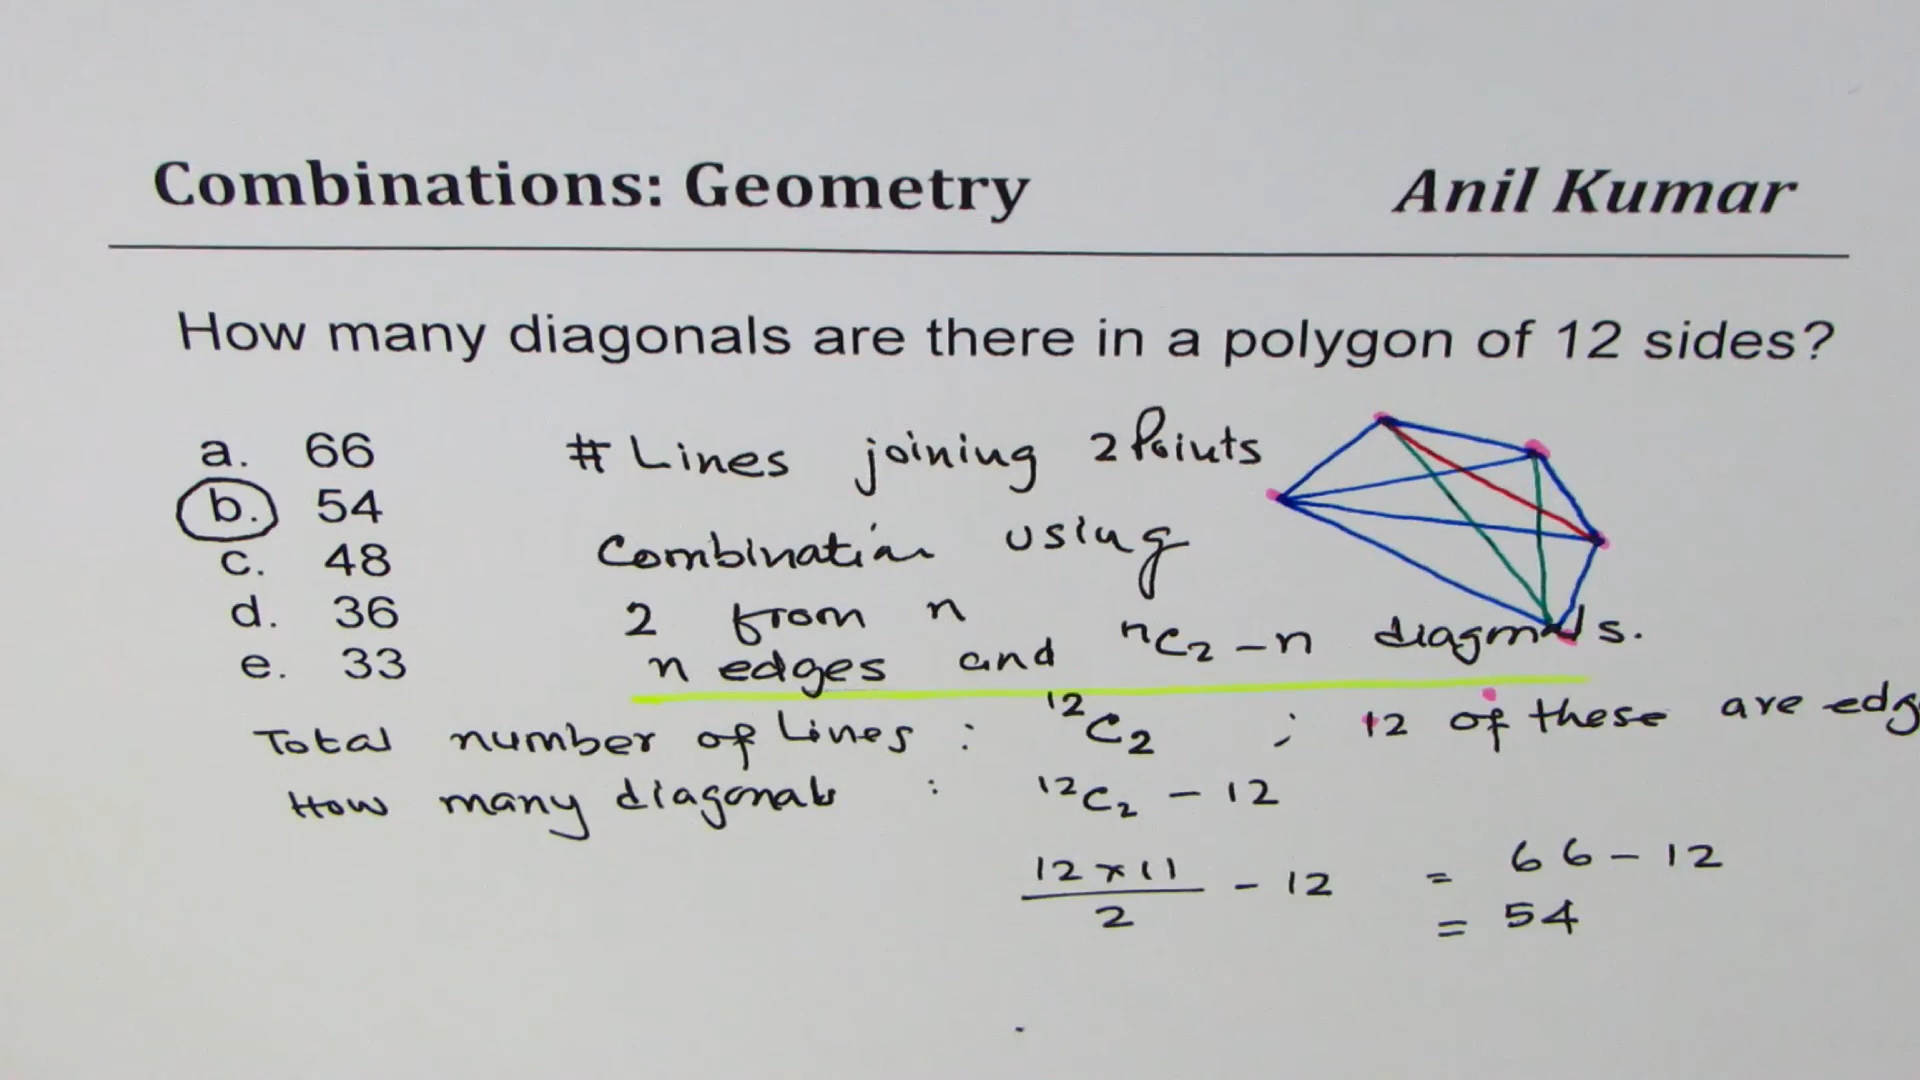 Combinations: Geometry Anil Kumar
How many diagonals are there in a polygon of 12 sides?
a. 66
b. 54
c. 48
d. 36
e. 33
# Lines joining 2 Points
Combination using
2 from n
n edges and ⁿC₂ - n diagonals.
Total number of Lines : ¹²C₂ ; 12 of these are edg
How many diagonals : ¹²C₂ - 12
12 × 11 / 2 - 12 = 66 - 12
= 54